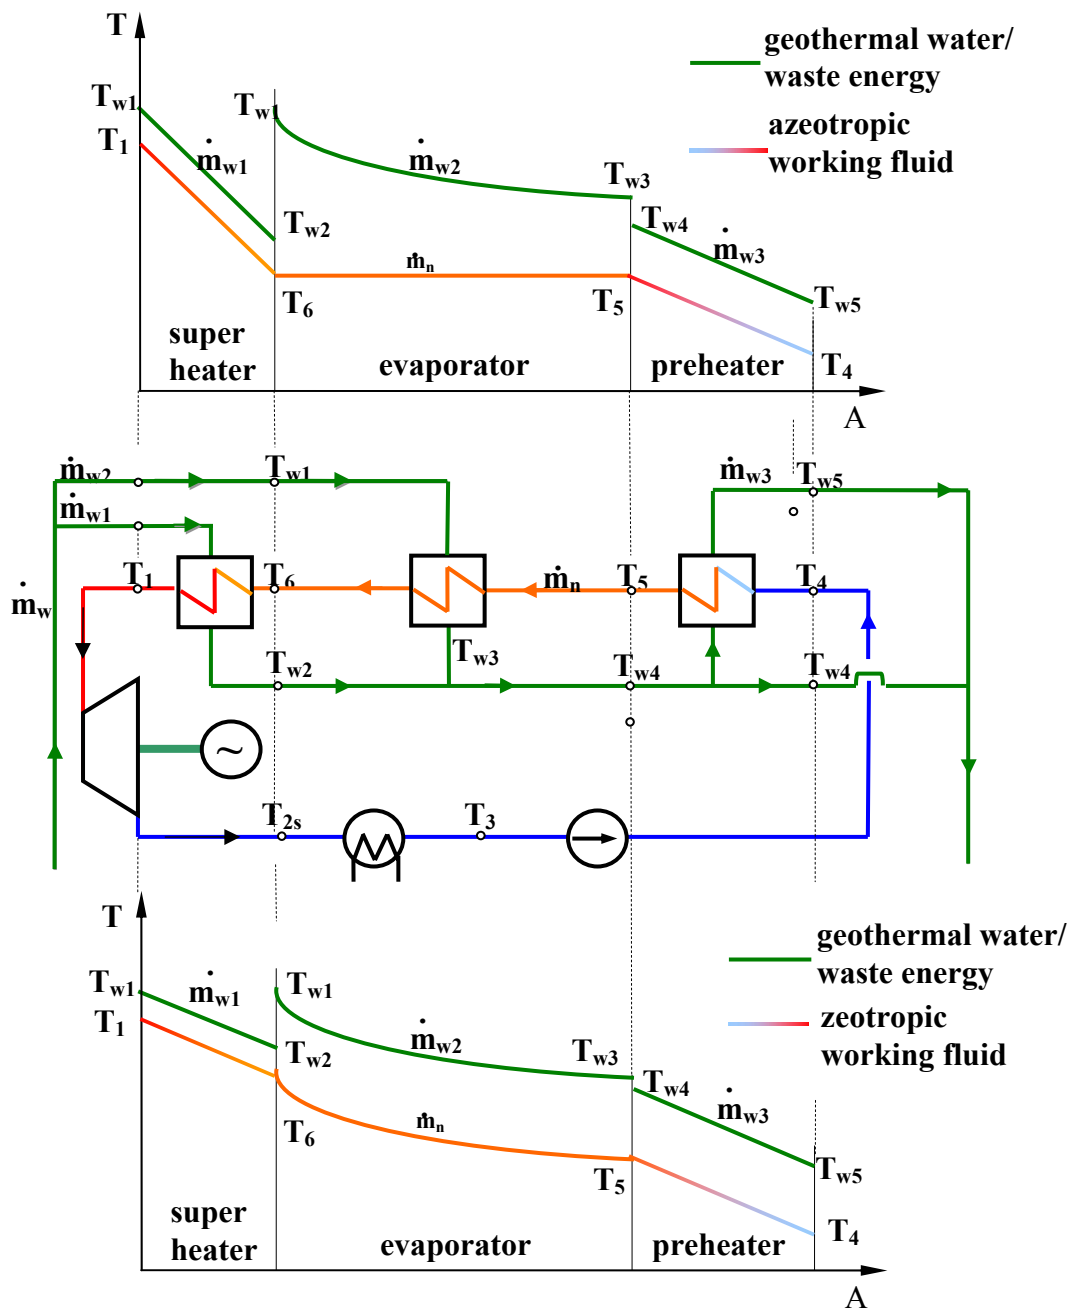 T
geothermal water/
waste energy
azeotropic
working fluid
Tw1
T1
ṁw1
Tw1
ṁw2
Tw3
Tw2
Tw4
ṁw3
ṁn
T6
T5
Tw5
T4
super
heater
evaporator
preheater
A
ṁw2
Tw1
ṁw3
Tw5
ṁw1
T1
T6
ṁn
T5
T4
ṁw
Tw2
Tw3
Tw4
Tw4
~
T2s
T3
T
geothermal water/
waste energy
zeotropic
working fluid
Tw1
ṁw1
Tw1
T1
Tw2
ṁw2
Tw3
Tw4
ṁw3
T6
ṁn
T5
Tw5
T4
super
heater
evaporator
preheater
A